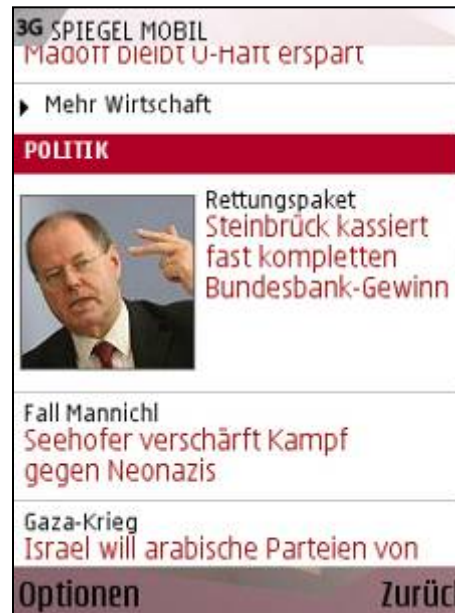 3G SPIEGEL MOBIL
Madoff bleibt U-Haft erspart
Mehr Wirtschaft
POLITIK
Rettungspaket
Steinbrück kassiert
fast kompletten
Bundesbank-Gewinn
Fall Mannichl
Seehofer verschärft Kampf
gegen Neonazis
Gaza-Krieg
Israel will arabische Parteien von
Optionen Zurück